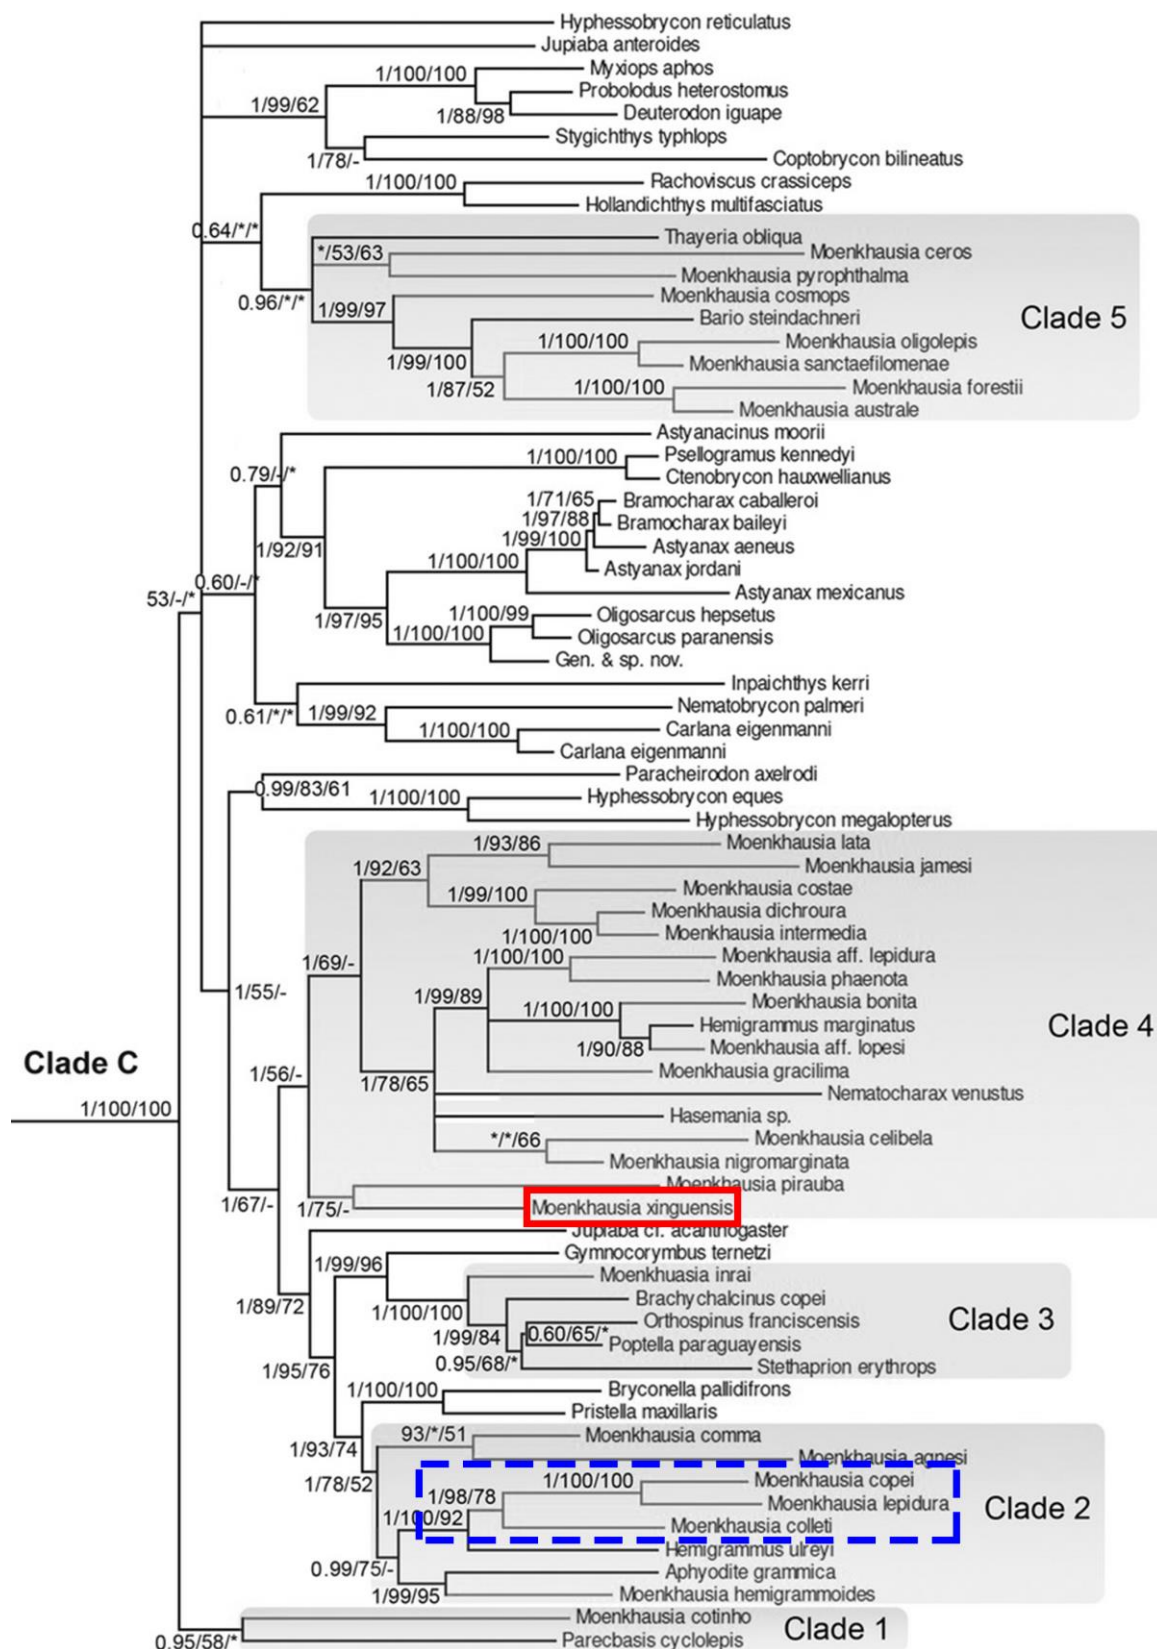 Hyphessobrycon reticulatus
Jupiaba anteroides
Myxiops aphos
1/100/100
Probolodus heterostomus
1/99/62
1/88/98
Deuterodon iguape
Stygichthys typhlops
1/78/-
Coptobrycon bilineatus
1/100/100
Rachoviscus crassiceps
Hollandichthys multifasciatus
0.64/*/*
Thayeria obliqua
*/53/63
Moenkhausia ceros
0.96/*/*
Moenkhausia pyrophthalma
1/99/97
Moenkhausia cosmops
Bario steindachneri
Clade 5
1/100/100
Moenkhausia oligolepis
1/99/100
Moenkhausia sanctaefilomenae
1/87/52
1/100/100
Moenkhausia forestii
Moenkhausia australe
Astyanacinus moorii
1/100/100
Psellogramus kennedyi
0.79/-/*
Ctenobrycon hauxwellianus
1/71/65
Bramocharax caballeroi
1/97/88
Bramocharax baileyi
1/99/100
1/92/91
Astyanax aeneus
1/100/100
Astyanax jordani
0.60/-/*
Astyanax mexicanus
53/-/*
1/97/95
1/100/99
Oligosarcus hepsetus
1/100/100
Oligosarcus paranensis
Gen. & sp. nov.
Inpaichthys kerri
0.61/*/*
1/99/92
Nematobrycon palmeri
1/100/100
Carlana eigenmanni
Carlana eigenmanni
Paracheirodon axelrodi
0.99/83/61
1/100/100
Hyphessobrycon eques
Hyphessobrycon megalopterus
1/93/86
Moenkhausia lata
1/92/63
Moenkhausia jamesi
1/99/100
Moenkhausia costae
Moenkhausia dichroura
1/100/100
Moenkhausia intermedia
1/69/-
1/100/100
Moenkhausia aff. lepidura
Moenkhausia phaenota
1/55/-
1/99/89
1/100/100
Moenkhausia bonita
Hemigrammus marginatus
Clade 4
1/90/88
Moenkhausia aff. lopesi
Clade C
1/56/-
1/78/65
Moenkhausia gracilima
Nematocharax venustus
1/100/100
Hasemania sp.
*/*/66
Moenkhausia celibela
Moenkhausia nigromarginata
Moenkhausia pirauba
1/67/-
1/75/-
Moenkhausia xinguensis
Jupiaba cf. acanthogaster
1/99/96
Gymnocorymbus ternetzi
Moenkhuasia inrai
1/89/72
1/100/100
Brachychalcinus copei
Clade 3
Orthospinus franciscensis
1/99/84
0.60/65/*
Poptella paraguayensis
1/95/76
0.95/68/*
Stethaprion erythrops
1/100/100
Bryconella pallidifrons
Pristella maxillaris
93/*/51
Moenkhausia comma
1/93/74
Moenkhausia agnesi
1/78/52
1/100/100
Moenkhausia copei
1/98/78
Moenkhausia lepidura
Clade 2
1/100/92
Moenkhausia colleti
Hemigrammus ulreyi
0.99/75/-
Aphyodite grammica
1/99/95
Moenkhausia hemigrammoides
Moenkhausia cotinho
Clade 1
0.95/58/*
Parecbasis cyclolepis